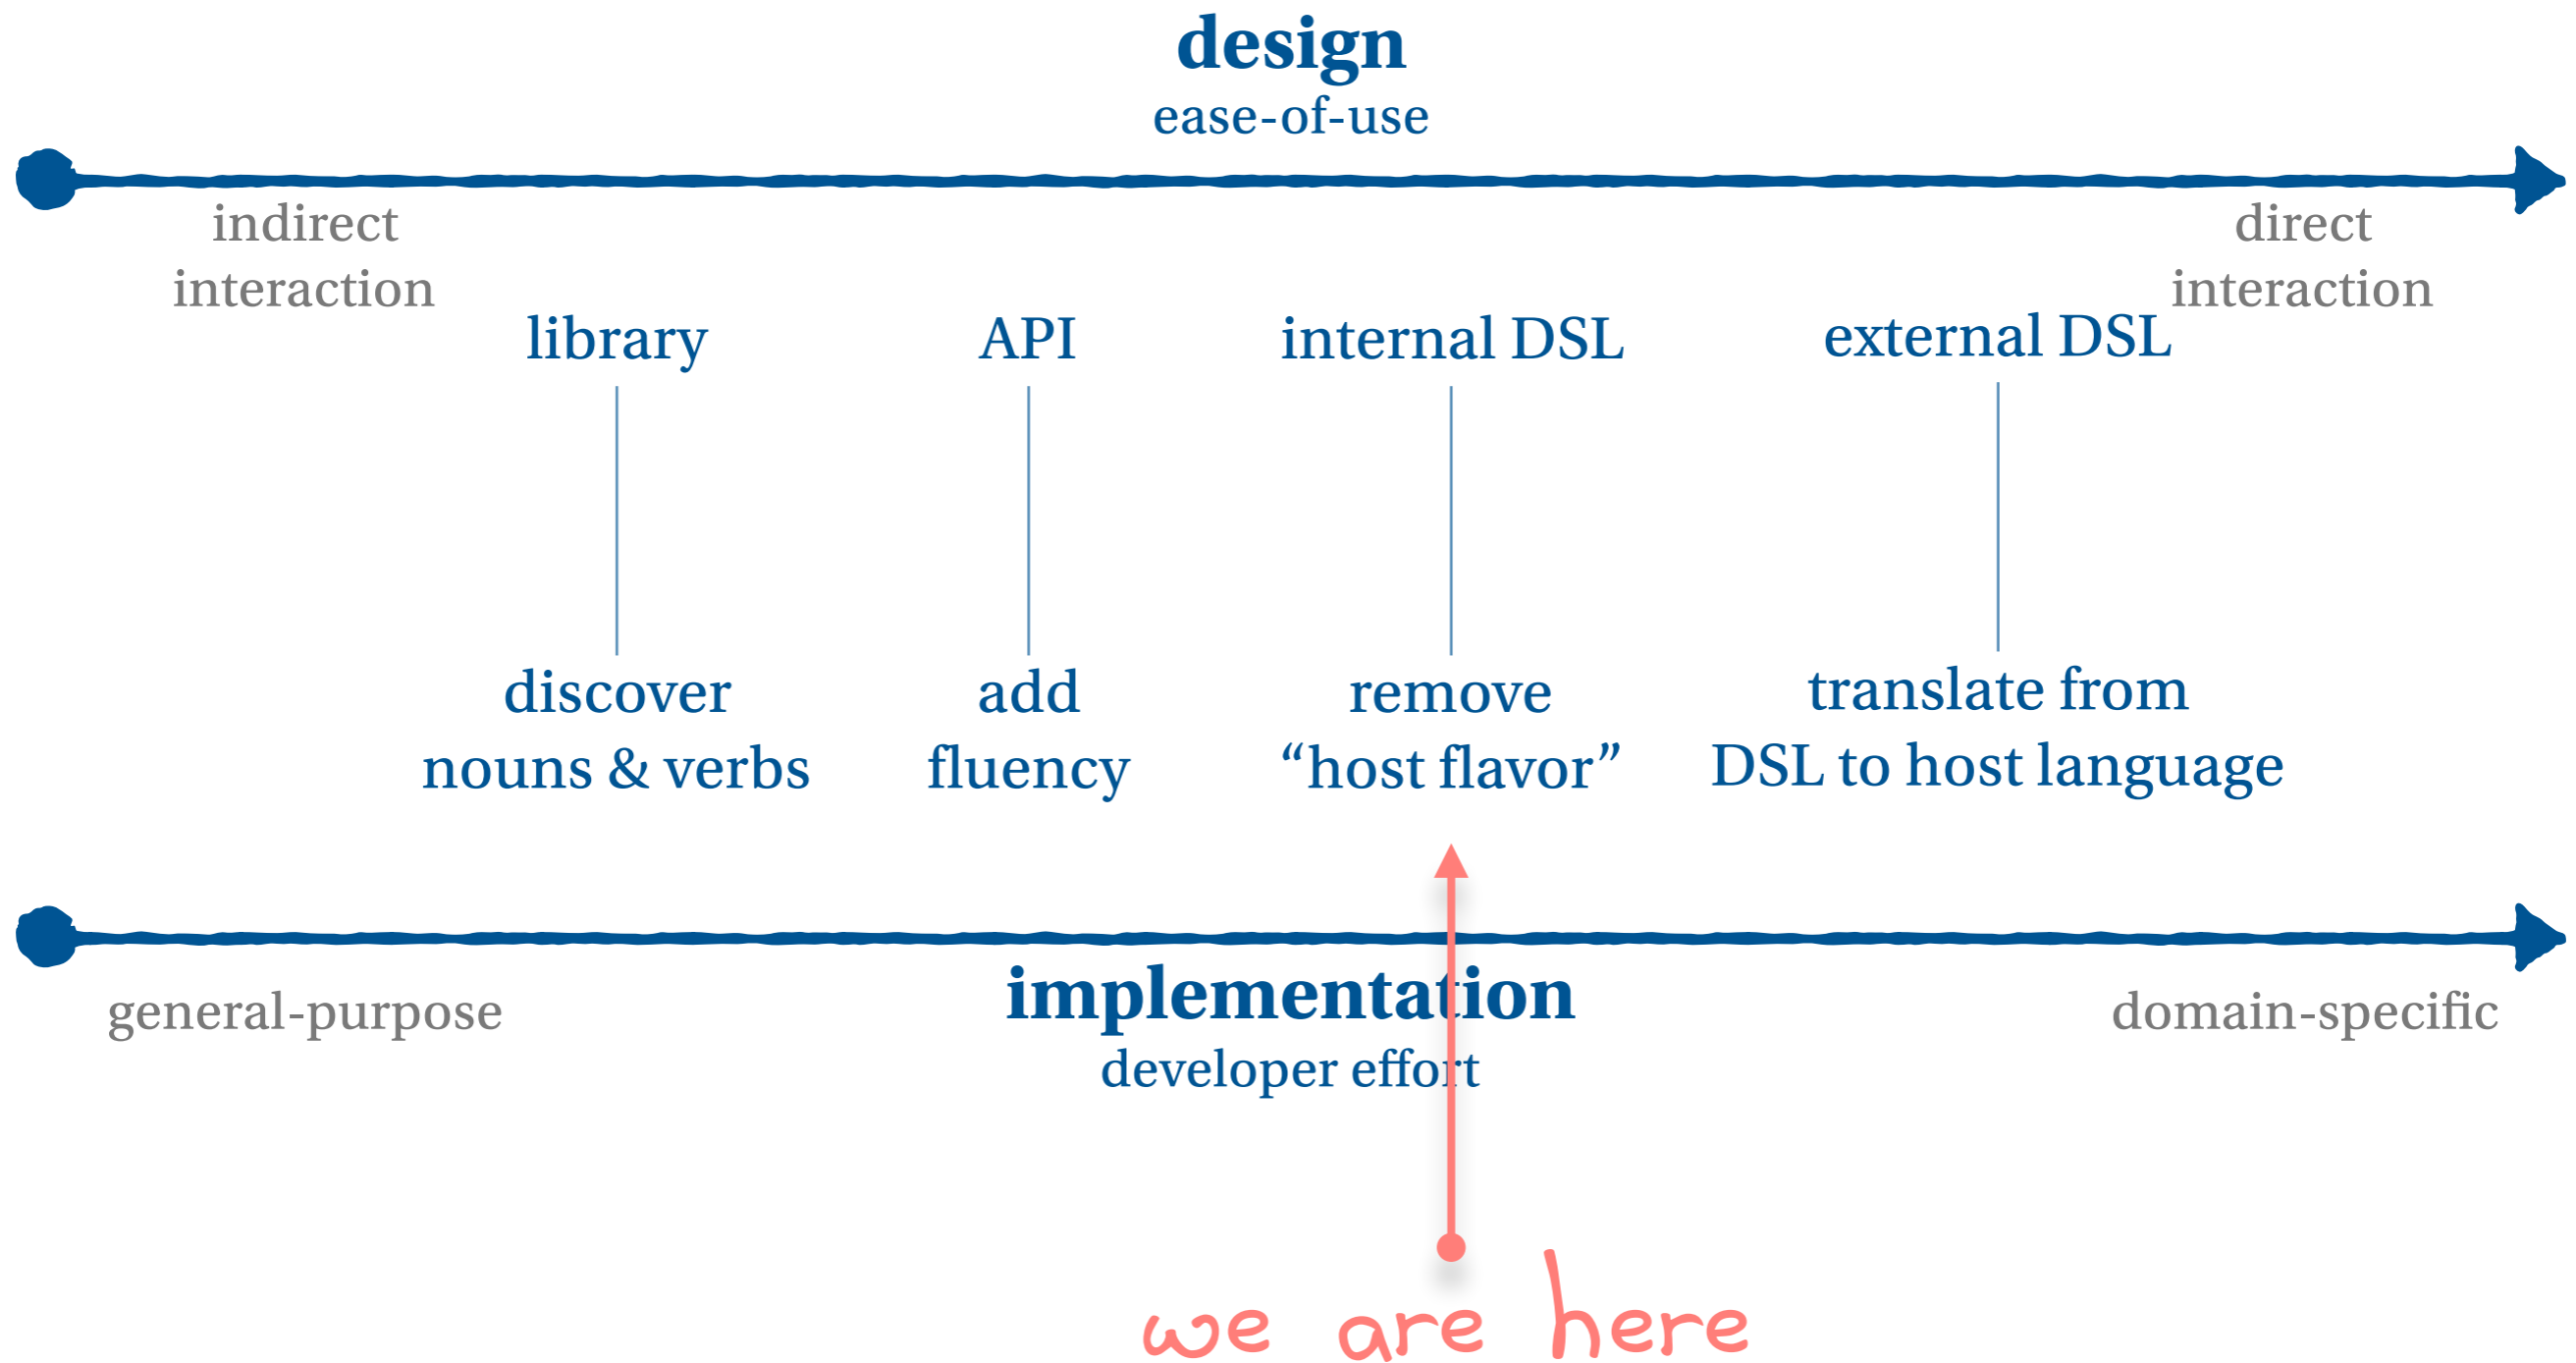 design
ease-of-use
indirect
interaction
direct
interaction
library
API
internal DSL
external DSL
discover
nouns & verbs
add
fluency
remove
“host flavor”
translate from
DSL to host language
general-purpose
implementation
developer effort
domain-specific
we are here